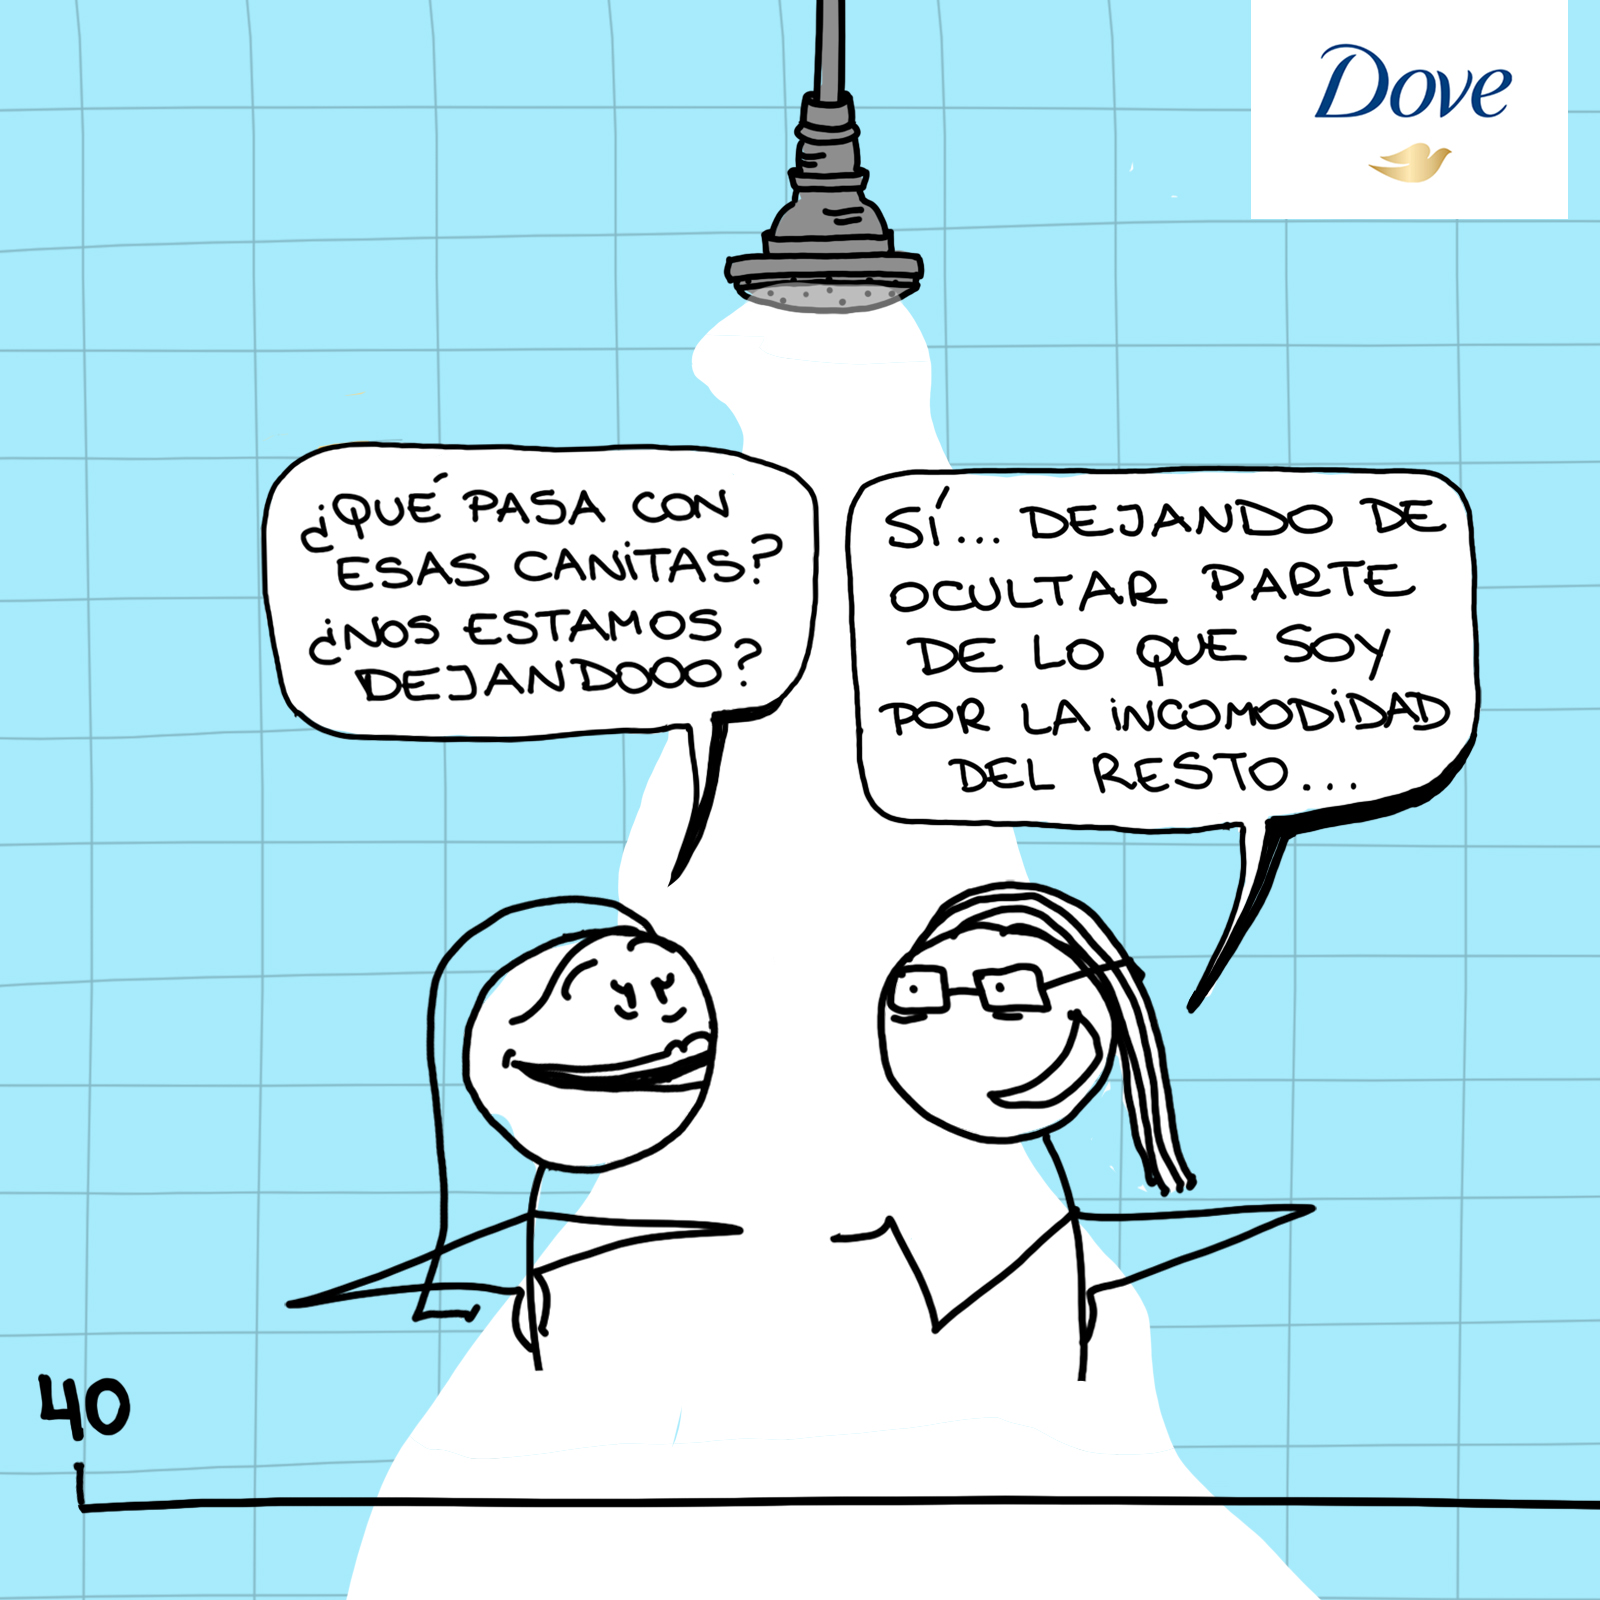 Dove
¿QUÉ PASA CON
ESAS CANITAS?
¿NOS ESTAMOS
DEJANDOOO?
SÍ... DEJANDO DE
OCULTAR PARTE
DE LO QUE SOY
POR LA INCOMODIDAD
DEL RESTO...
40